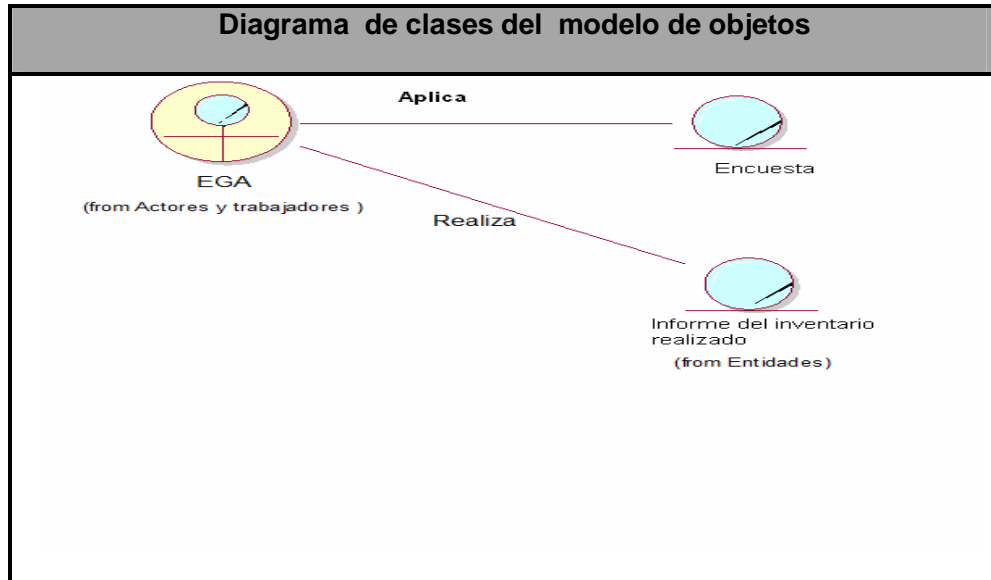 Diagrama de clases del modelo de objetos
Aplica
EGA
(from Actores y trabajadores )
Encuesta
Realiza
Informe del inventario
realizado
(from Entidades)